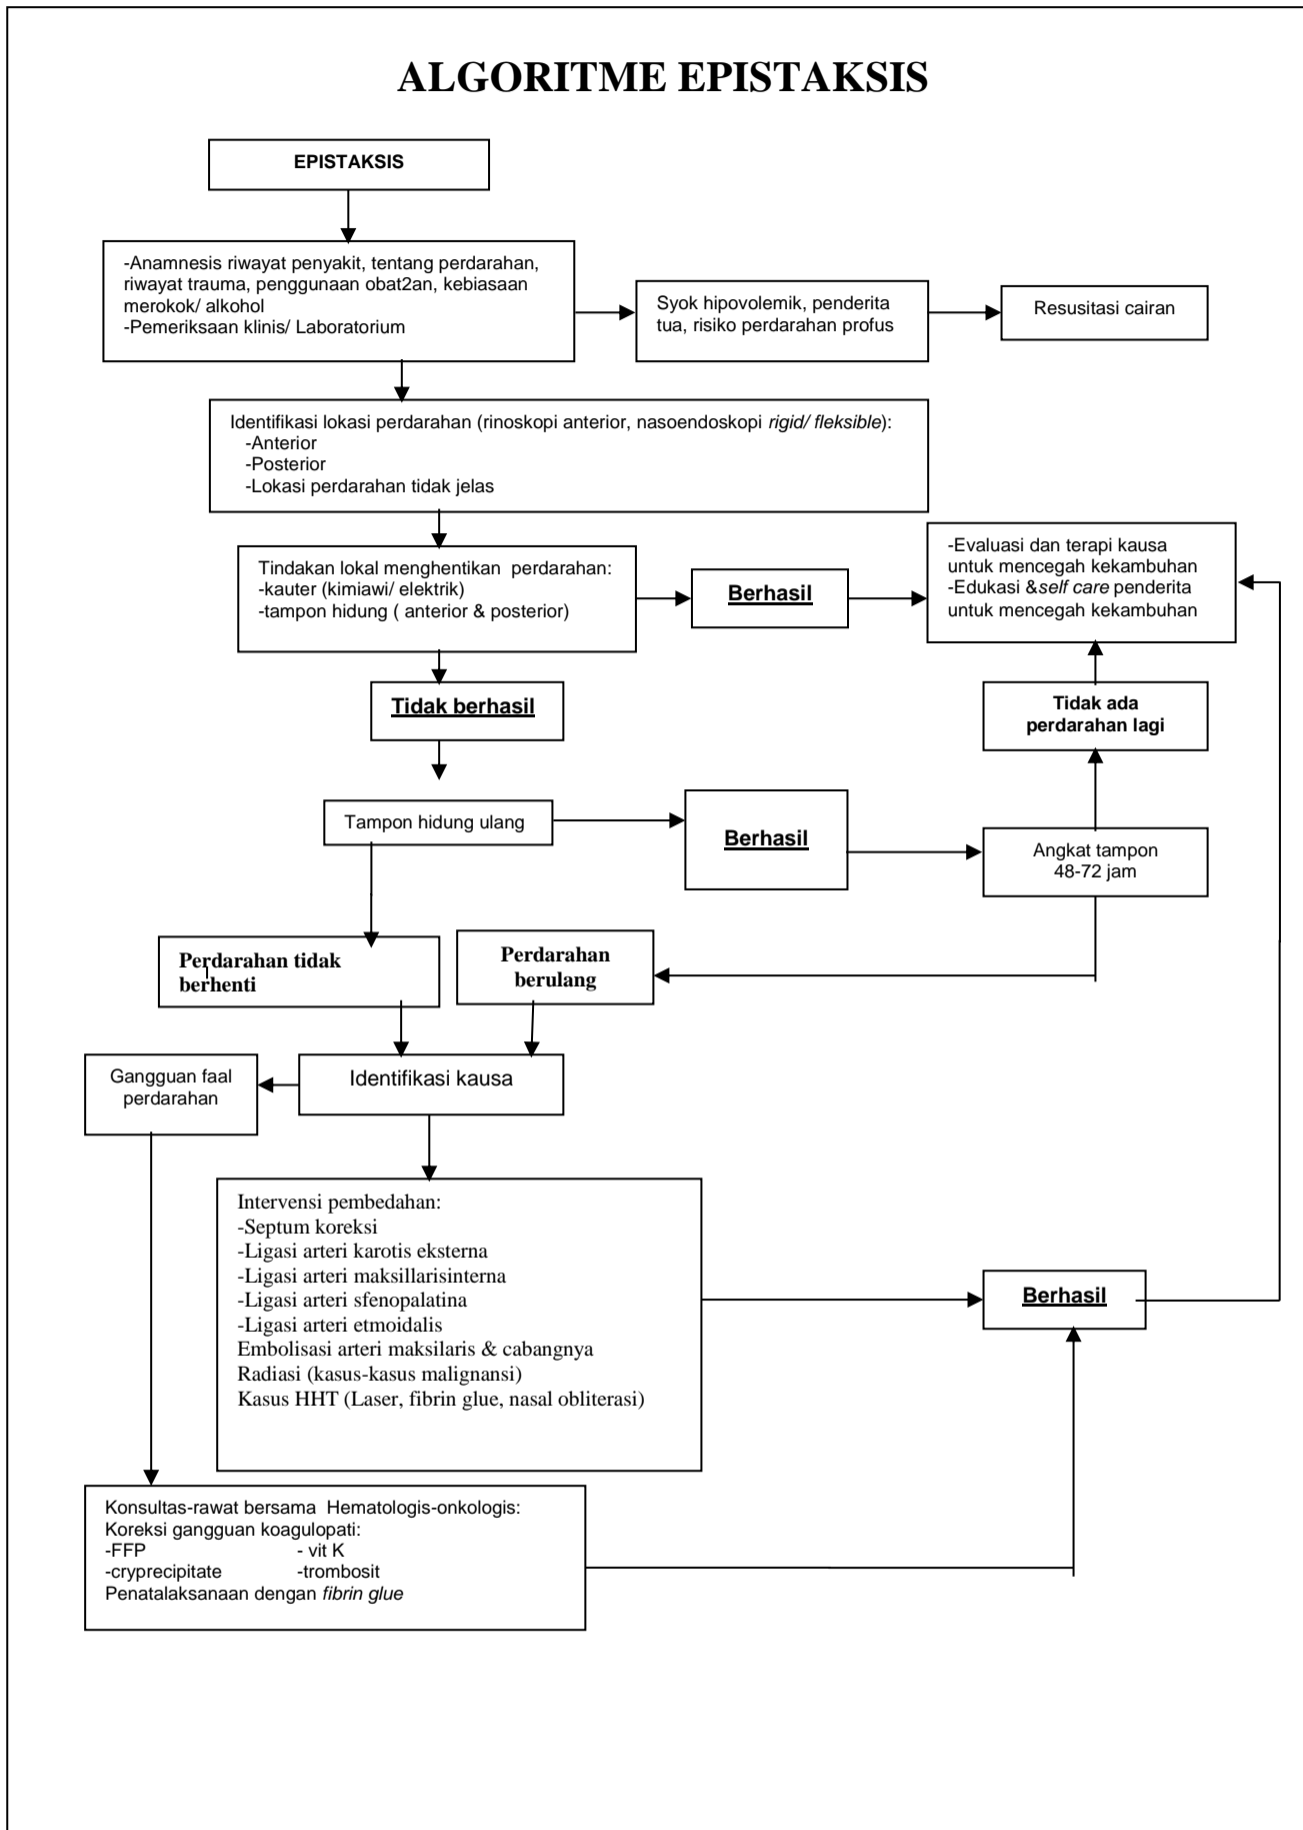 ALGORITME EPISTAKSIS
EPISTAKSIS
-Anamnesis riwayat penyakit, tentang perdarahan,
riwayat trauma, penggunaan obat2an, kebiasaan
merokok/ alkohol
-Pemeriksaan klinis/ Laboratorium
Syok hipovolemik, penderita
tua, risiko perdarahan profus
Resusitasi cairan
Identifikasi lokasi perdarahan (rinoskopi anterior, nasoendoskopi rigid/ fleksible):
-Anterior
-Posterior
-Lokasi perdarahan tidak jelas
Tindakan lokal menghentikan perdarahan:
-kauter (kimiawi/ elektrik)
-tampon hidung ( anterior & posterior)
Berhasil
-Evaluasi dan terapi kausa
untuk mencegah kekambuhan
-Edukasi &self care penderita
untuk mencegah kekambuhan
Tidak berhasil
Tidak ada
perdarahan lagi
Tampon hidung ulang
Berhasil
Angkat tampon
48-72 jam
Perdarahan tidak
berhenti
Perdarahan
berulang
Gangguan faal
perdarahan
Identifikasi kausa
Intervensi pembedahan:
-Septum koreksi
-Ligasi arteri karotis eksterna
-Ligasi arteri maksillarisinterna
-Ligasi arteri sfenopalatina
-Ligasi arteri etmoidalis
Embolisasi arteri maksilaris & cabangnya
Radiasi (kasus-kasus malignansi)
Kasus HHT (Laser, fibrin glue, nasal obliterasi)
Berhasil
Konsultas-rawat bersama Hematologis-onkologis:
Koreksi gangguan koagulopati:
-FFP - vit K
-cryprecipitate -trombosit
Penatalaksanaan dengan fibrin glue